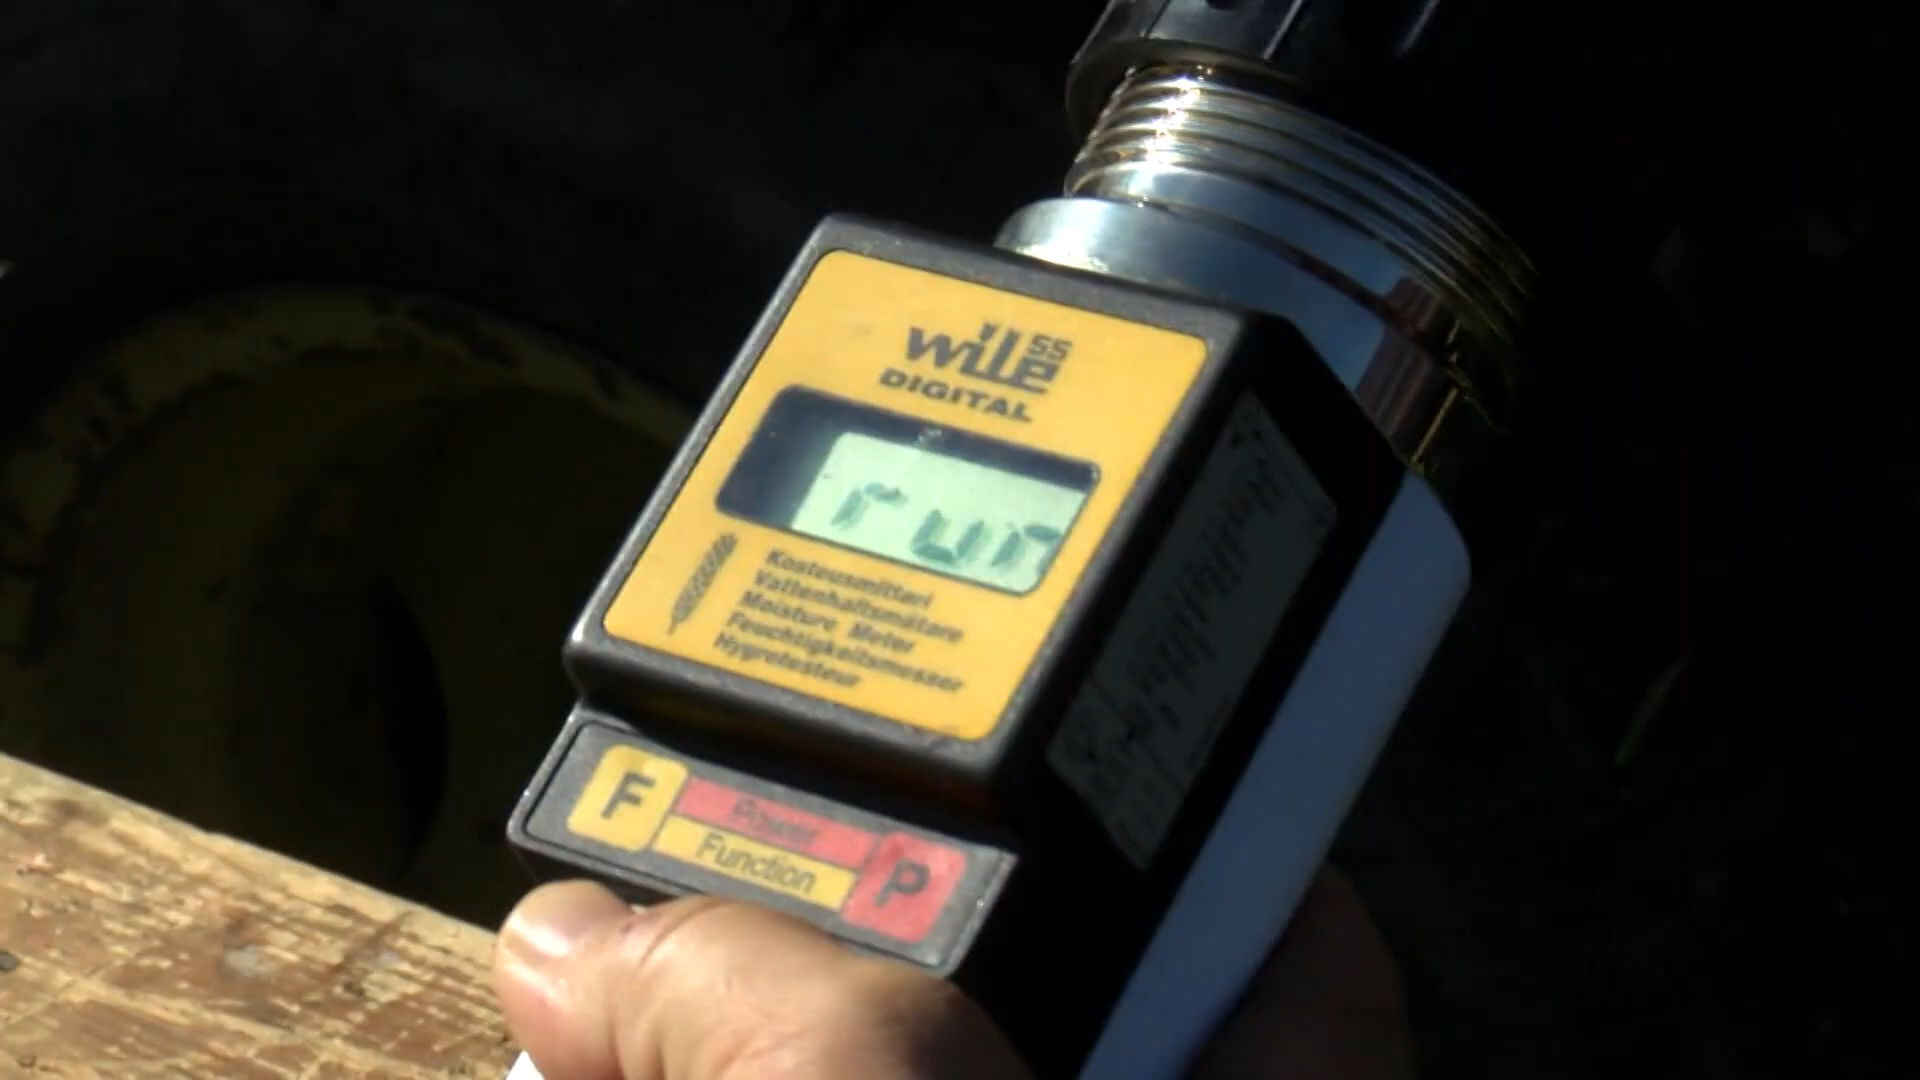 wile 55
DIGITAL
run
Kosteusmittari
Vattenhaltsmätare
Moisture Meter
Feuchtigkeitsmesser
Hygrotesteur
F
Power
Function
P